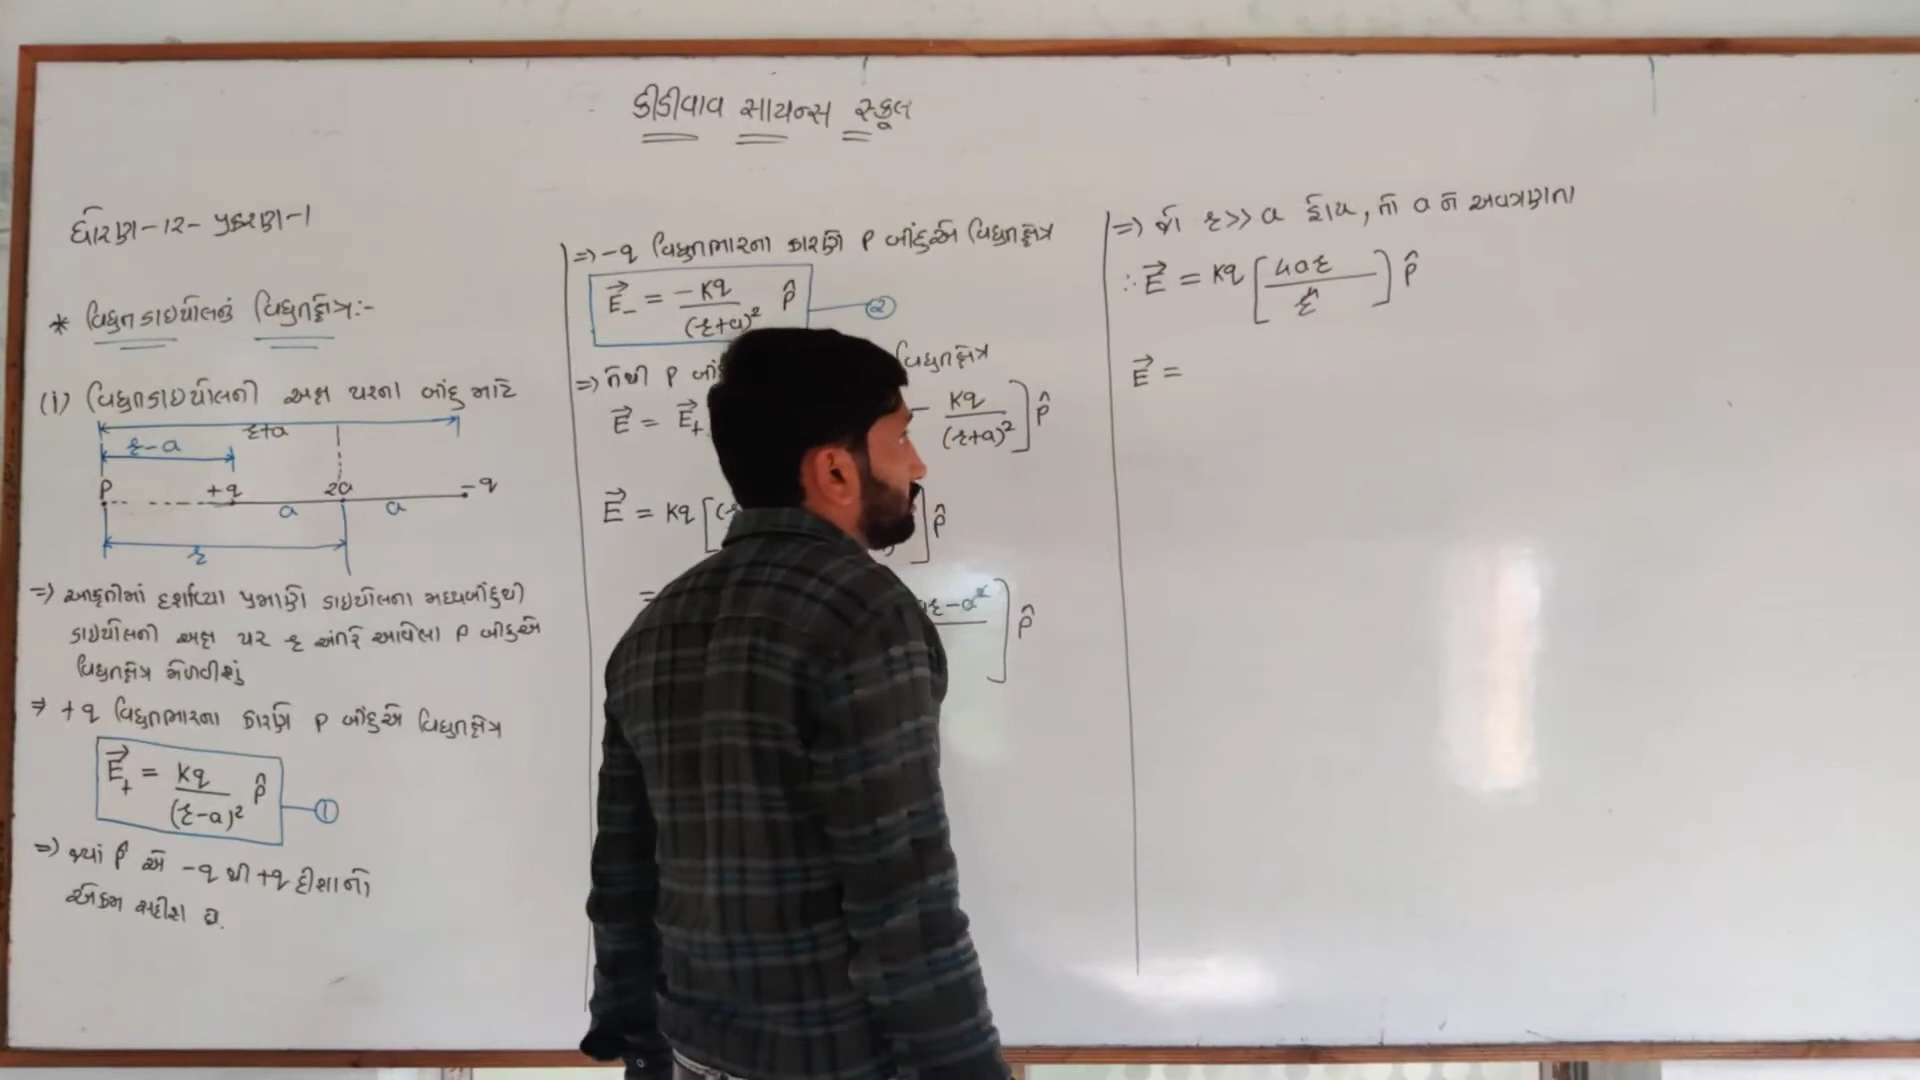 કીડીવાવ સાયન્સ સ્કૂલ
ધોરણ-૧૨- પ્રકરણ-૧
* વિદ્યુતડાઇપોલનું વિદ્યુતક્ષેત્ર:-
(i) વિદ્યુતડાઇપોલની અક્ષ પરના બિંદુ માટે
r+a
r-a
P +q 2a -q
a a
r
⇒ આકૃતીમાં દર્શાવ્યા પ્રમાણે ડાઇપોલના મધ્યબીંદુથી
ડાઇપોલની અક્ષ પર r અંતરે આવેલા P બીંદુએ
વિદ્યુતક્ષેત્ર મેળવીશું
⇒ +q વિદ્યુતભારના કારણે P બીંદુએ વિદ્યુતક્ષેત્ર
E⃗₊ = kq / (r-a)² p̂ — ①
⇒ જ્યાં p̂ એ -q થી +q દીશાનો
એકમ સદીશ છે.
⇒ -q વિદ્યુતભારના કારણે P બીંદુએ વિદ્યુતક્ષેત્ર
E⃗₋ = -kq / (r+a)² p̂ — ②
⇒ તેથી P વિદ્યુતક્ષેત્ર
E⃗ = E⃗₊ - kq / (r+a)² ] p̂
E⃗ = kq [ ] p̂
= r-a² ] p̂
⇒ જો r>>a હોય, તો a ને અવગણતા
∴ E⃗ = kq [ 4ar / r⁴ ] p̂
E⃗ =